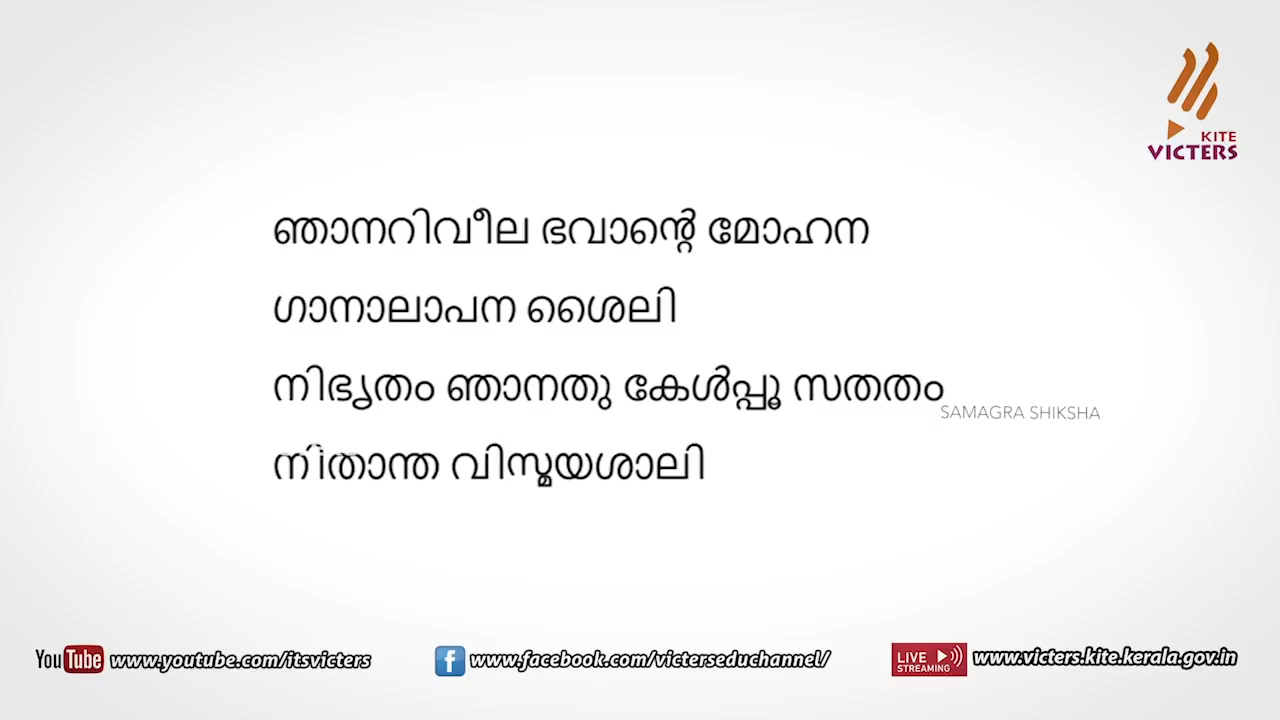 KITE
VICTERS
ഞാനറിവീല ഭവാന്റെ മോഹന
ഗാനാലാപന ശൈലി
നിഭൃതം ഞാനതു കേൾപ്പൂ സതതം
SAMAGRA SHIKSHA
നിതാന്ത വിസ്മയശാലി
YouTube www.youtube.com/itsvicters
f www.facebook.com/victerseduchannel/
LIVE STREAMING www.victers.kite.kerala.gov.in